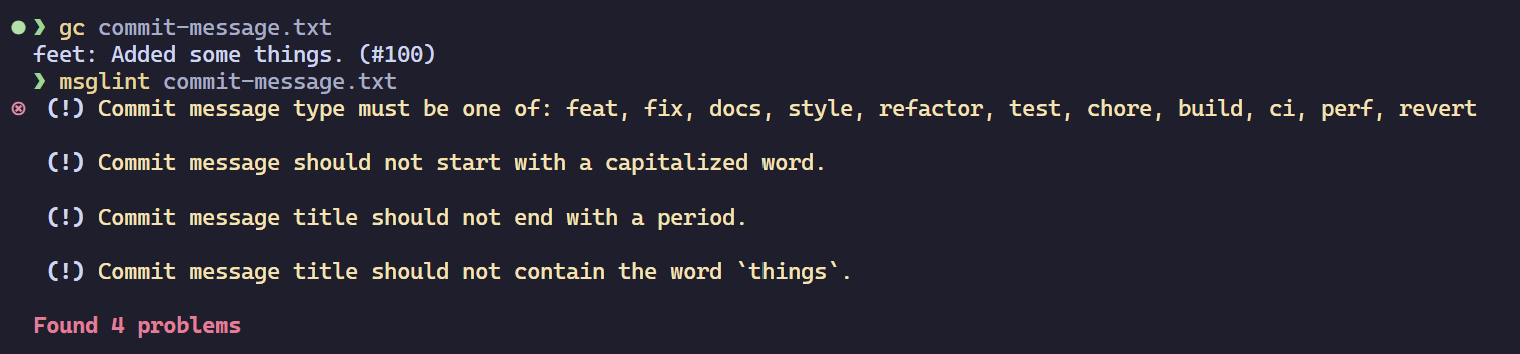 ❯ gc commit-message.txt
feet: Added some things. (#100)
❯ msglint commit-message.txt
(!) Commit message type must be one of: feat, fix, docs, style, refactor, test, chore, build, ci, perf, revert
(!) Commit message should not start with a capitalized word.
(!) Commit message title should not end with a period.
(!) Commit message title should not contain the word `things`.
Found 4 problems